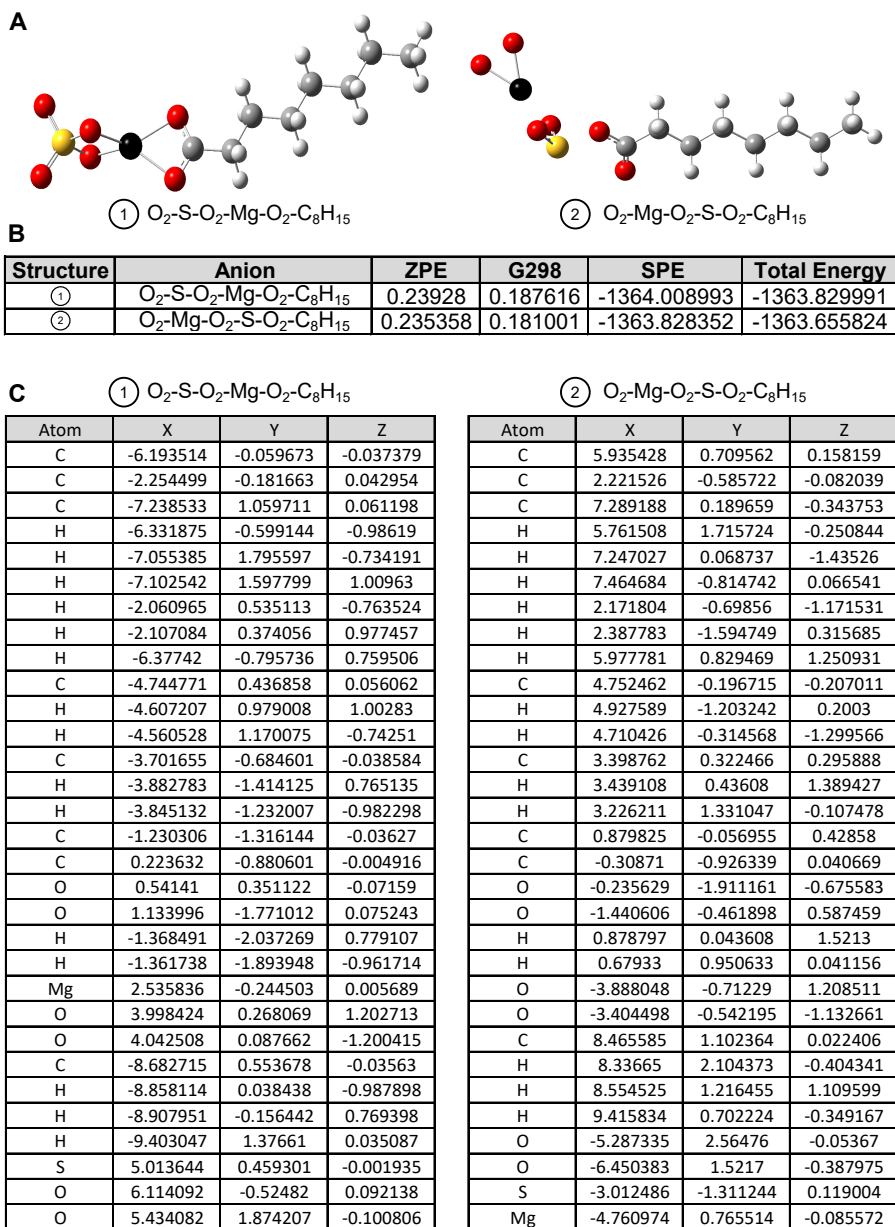 A
① O₂-S-O₂-Mg-O₂-C₈H₁₅ ② O₂-Mg-O₂-S-O₂-C₈H₁₅
B
Structure Anion ZPE G298 SPE Total Energy
① O₂-S-O₂-Mg-O₂-C₈H₁₅ 0.23928 0.187616 -1364.008993 -1363.829991
② O₂-Mg-O₂-S-O₂-C₈H₁₅ 0.235358 0.181001 -1363.828352 -1363.655824
C ① O₂-S-O₂-Mg-O₂-C₈H₁₅ ② O₂-Mg-O₂-S-O₂-C₈H₁₅
Atom X Y Z Atom X Y Z
C -6.193514 -0.059673 -0.037379 C 5.935428 0.709562 0.158159
C -2.254499 -0.181663 0.042954 C 2.221526 -0.585722 -0.082039
C -7.238533 1.059711 0.061198 C 7.289188 0.189659 -0.343753
H -6.331875 -0.599144 -0.98619 H 5.761508 1.715724 -0.250844
H -7.055385 1.795597 -0.734191 H 7.247027 0.068737 -1.43526
H -7.102542 1.597799 1.00963 H 7.464684 -0.814742 0.066541
H -2.060965 0.535113 -0.763524 H 2.171804 -0.69856 -1.171531
H -2.107084 0.374056 0.977457 H 2.387783 -1.594749 0.315685
H -6.37742 -0.795736 0.759506 H 5.977781 0.829469 1.250931
C -4.744771 0.436858 0.056062 C 4.752462 -0.196715 -0.207011
H -4.607207 0.979008 1.00283 H 4.927589 -1.203242 0.2003
H -4.560528 1.170075 -0.74251 H 4.710426 -0.314568 -1.299566
C -3.701655 -0.684601 -0.038584 C 3.398762 0.322466 0.295888
H -3.882783 -1.414125 0.765135 H 3.439108 0.43608 1.389427
H -3.845132 -1.232007 -0.982298 H 3.226211 1.331047 -0.107478
C -1.230306 -1.316144 -0.03627 C 0.879825 -0.056955 0.42858
C 0.223632 -0.880601 -0.004916 C -0.30871 -0.926339 0.040669
O 0.54141 0.351122 -0.07159 O -0.235629 -1.911161 -0.675583
O 1.133996 -1.771012 0.075243 O -1.440606 -0.461898 0.587459
H -1.368491 -2.037269 0.779107 H 0.878797 0.043608 1.5213
H -1.361738 -1.893948 -0.961714 H 0.67933 0.950633 0.041156
Mg 2.535836 -0.244503 0.005689 O -3.888048 -0.71229 1.208511
O 3.998424 0.268069 1.202713 O -3.404498 -0.542195 -1.132661
O 4.042508 0.087662 -1.200415 C 8.465585 1.102364 0.022406
C -8.682715 0.553678 -0.03563 H 8.33665 2.104373 -0.404341
H -8.858114 0.038438 -0.987898 H 8.554525 1.216455 1.109599
H -8.907951 -0.156442 0.769398 H 9.415834 0.702224 -0.349167
H -9.403047 1.37661 0.035087 O -5.287335 2.56476 -0.05367
S 5.013644 0.459301 -0.001935 O -6.450383 1.5217 -0.387975
O 6.114092 -0.52482 0.092138 S -3.012486 -1.311244 0.119004
O 5.434082 1.874207 -0.100806 Mg -4.760974 0.765514 -0.085572